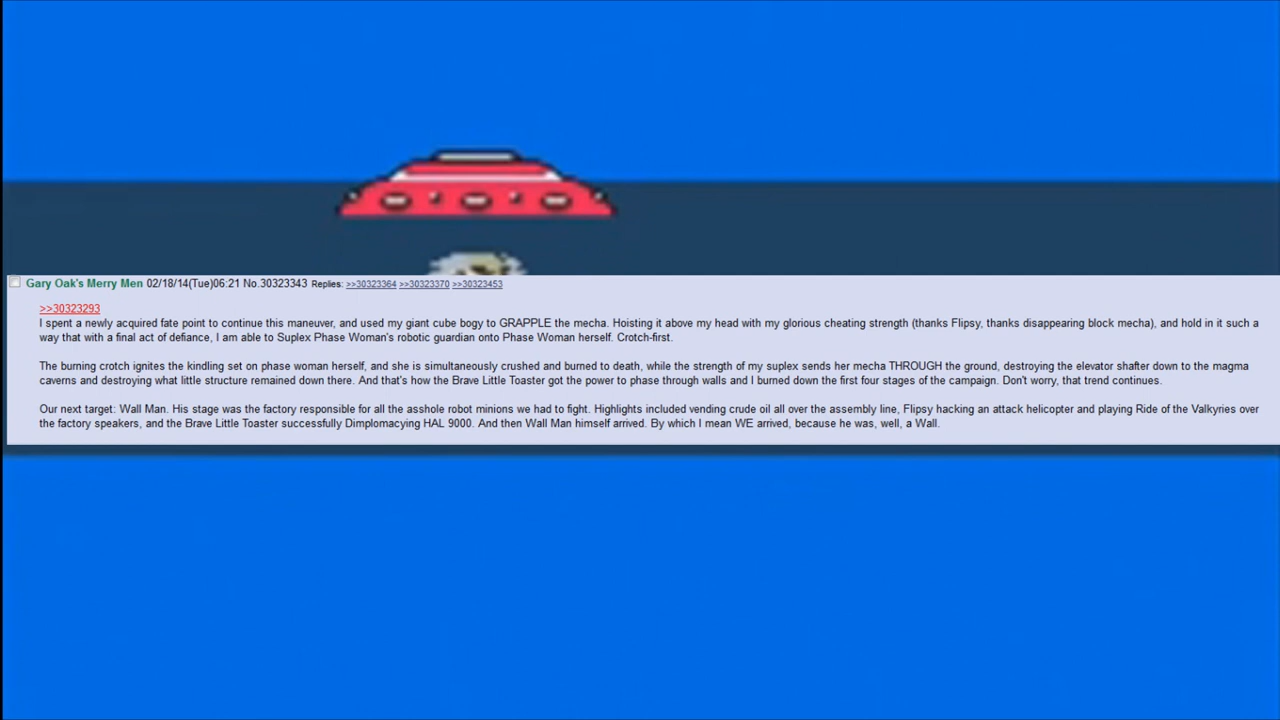 Gary Oak's Merry Men 02/18/14(Tue)06:21 No.30323343 Replies: >>30323364 >>30323370 >>30323453
>>30323293
I spent a newly acquired fate point to continue this maneuver, and used my giant cube bogy to GRAPPLE the mecha. Hoisting it above my head with my glorious cheating strength (thanks Flipsy, thanks disappearing block mecha), and hold in it such a
way that with a final act of defiance, I am able to Suplex Phase Woman's robotic guardian onto Phase Woman herself. Crotch-first.
The burning crotch ignites the kindling set on phase woman herself, and she is simultaneously crushed and burned to death, while the strength of my suplex sends her mecha THROUGH the ground, destroying the elevator shafter down to the magma
caverns and destroying what little structure remained down there. And that's how the Brave Little Toaster got the power to phase through walls and I burned down the first four stages of the campaign. Don't worry, that trend continues.
Our next target: Wall Man. His stage was the factory responsible for all the asshole robot minions we had to fight. Highlights included vending crude oil all over the assembly line, Flipsy hacking an attack helicopter and playing Ride of the Valkyries over
the factory speakers, and the Brave Little Toaster successfully Dimplomacying HAL 9000. And then Wall Man himself arrived. By which I mean WE arrived, because he was, well, a Wall.